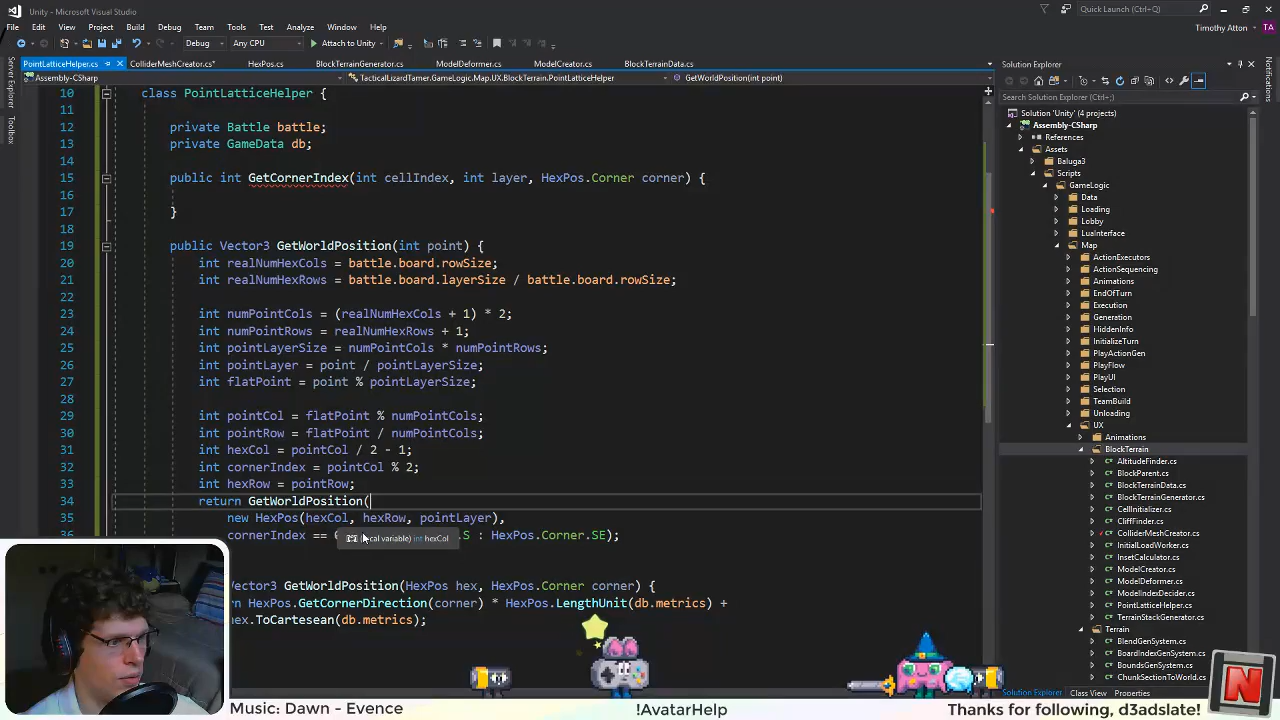 Unity - Microsoft Visual Studio
Quick Launch (Ctrl+Q)
File Edit View Project Build Debug Team Tools Test Analyze Window Help
Timothy Atton TA
Debug Any CPU Attach to Unity
PointLatticeHelper.cs ColliderMeshCreator.cs* HexPos.cs BlockTerrainGenerator.cs ModelDeformer.cs ModelCreator.cs BlockTerrainData.cs
Assembly-CSharp TacticalLizardTamer.GameLogic.Map.UX.BlockTerrain.PointLatticeHelper GetWorldPosition(int point)
Server Explorer
Toolbox
10 class PointLatticeHelper {
11
12 private Battle battle;
13 private GameData db;
14
15 public int GetCornerIndex(int cellIndex, int layer, HexPos.Corner corner) {
16
17 }
18
19 public Vector3 GetWorldPosition(int point) {
20 int realNumHexCols = battle.board.rowSize;
21 int realNumHexRows = battle.board.layerSize / battle.board.rowSize;
22
23 int numPointCols = (realNumHexCols + 1) * 2;
24 int numPointRows = realNumHexRows + 1;
25 int pointLayerSize = numPointCols * numPointRows;
26 int pointLayer = point / pointLayerSize;
27 int flatPoint = point % pointLayerSize;
28
29 int pointCol = flatPoint % numPointCols;
30 int pointRow = flatPoint / numPointCols;
31 int hexCol = pointCol / 2 - 1;
32 int cornerIndex = pointCol % 2;
33 int hexRow = pointRow;
34 return GetWorldPosition(
35 new HexPos(hexCol, hexRow, pointLayer),
36 cornerIndex == S : HexPos.Corner.SE);
(local variable) int hexCol
Vector3 GetWorldPosition(HexPos hex, HexPos.Corner corner) {
n HexPos.GetCornerDirection(corner) * HexPos.LengthUnit(db.metrics) +
hex.ToCartesean(db.metrics);
Solution Explorer
Search Solution Explorer (Ctrl+;)
Solution 'Unity' (4 projects)
Assembly-CSharp
References
Assets
Baluga3
Scripts
GameLogic
Data
Loading
Lobby
LuaInterface
Map
ActionExecutors
ActionSequencing
Animations
EndOfTurn
Execution
Generation
HiddenInfo
InitializeTurn
PlayActionGen
PlayFlow
PlayUI
Selection
TeamBuild
Unloading
UX
Animations
BlockTerrain
AltitudeFinder.cs
BlockParent.cs
BlockTerrainData.cs
BlockTerrainGenerator.cs
CellInitializer.cs
CliffFinder.cs
ColliderMeshCreator.cs
InitialLoadWorker.cs
InsetCalculator.cs
ModelCreator.cs
ModelDeformer.cs
ModelIndexDecider.cs
PointLatticeHelper.cs
TerrainStackGenerator.cs
Terrain
BlendGenSystem.cs
BoardIndexGenSystem.cs
BoundsGenSystem.cs
ChunkSectionToWorld.cs
Solution Explorer Class View Properties
Notifications
N
Music: Dawn - Evence !AvatarHelp Thanks for following, d3adslate!